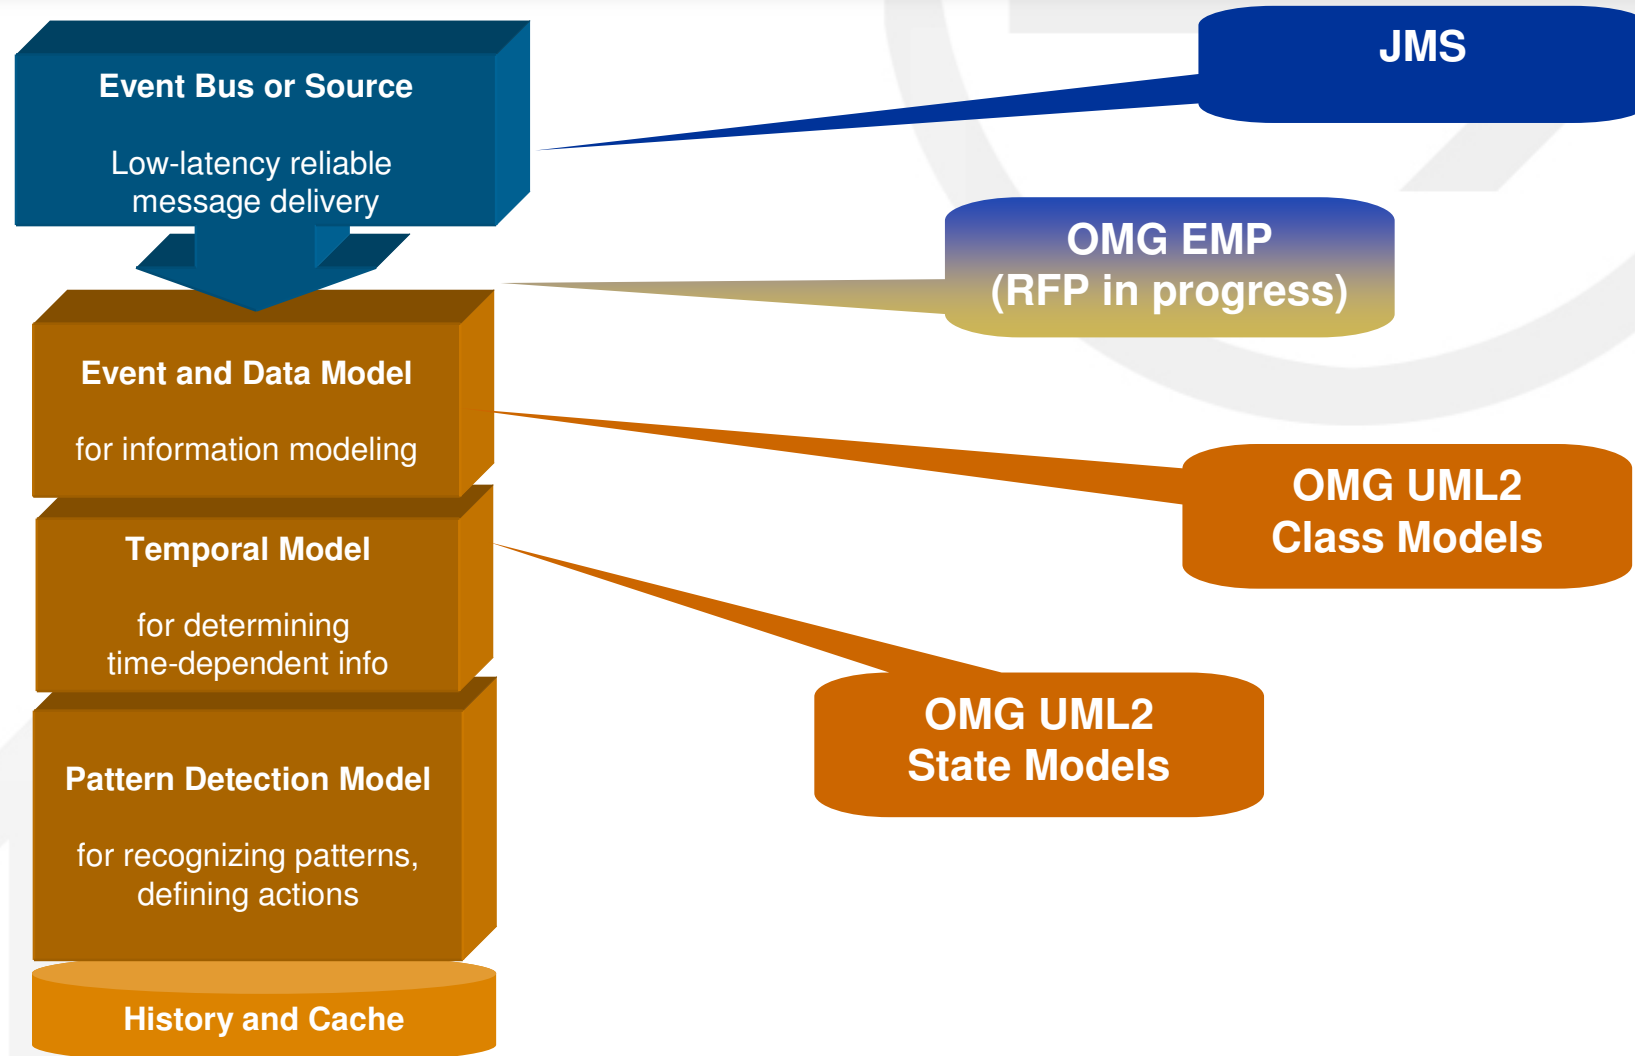 Event Bus or Source
Low-latency reliable
message delivery
JMS
OMG EMP
(RFP in progress)
Event and Data Model
for information modeling
OMG UML2
Class Models
Temporal Model
for determining
time-dependent info
OMG UML2
State Models
Pattern Detection Model
for recognizing patterns,
defining actions
History and Cache